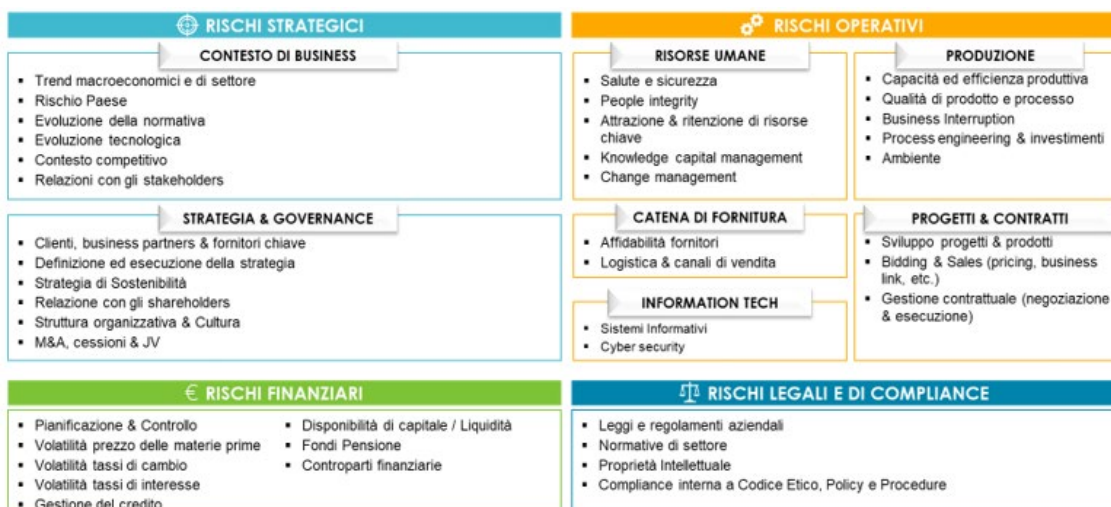 RISCHI STRATEGICI
CONTESTO DI BUSINESS
▪ Trend macroeconomici e di settore
▪ Rischio Paese
▪ Evoluzione della normativa
▪ Evoluzione tecnologica
▪ Contesto competitivo
▪ Relazioni con gli stakeholders
STRATEGIA & GOVERNANCE
▪ Clienti, business partners & fornitori chiave
▪ Definizione ed esecuzione della strategia
▪ Strategia di Sostenibilità
▪ Relazione con gli shareholders
▪ Struttura organizzativa & Cultura
▪ M&A, cessioni & JV
RISCHI OPERATIVI
RISORSE UMANE
▪ Salute e sicurezza
▪ People integrity
▪ Attrazione & ritenzione di risorse
chiave
▪ Knowledge capital management
▪ Change management
PRODUZIONE
▪ Capacità ed efficienza produttiva
▪ Qualità di prodotto e processo
▪ Business Interruption
▪ Process engineering & investimenti
▪ Ambiente
CATENA DI FORNITURA
▪ Affidabilità fornitori
▪ Logistica & canali di vendita
INFORMATION TECH
▪ Sistemi Informativi
▪ Cyber security
PROGETTI & CONTRATTI
▪ Sviluppo progetti & prodotti
▪ Bidding & Sales (pricing, business
link, etc.)
▪ Gestione contrattuale (negoziazione
& esecuzione)
€ RISCHI FINANZIARI
▪ Pianificazione & Controllo
▪ Volatilità prezzo delle materie prime
▪ Volatilità tassi di cambio
▪ Volatilità tassi di interesse
▪ Gestione del credito
▪ Disponibilità di capitale / Liquidità
▪ Fondi Pensione
▪ Controparti finanziarie
RISCHI LEGALI E DI COMPLIANCE
▪ Leggi e regolamenti aziendali
▪ Normative di settore
▪ Proprietà Intellettuale
▪ Compliance interna a Codice Etico, Policy e Procedure